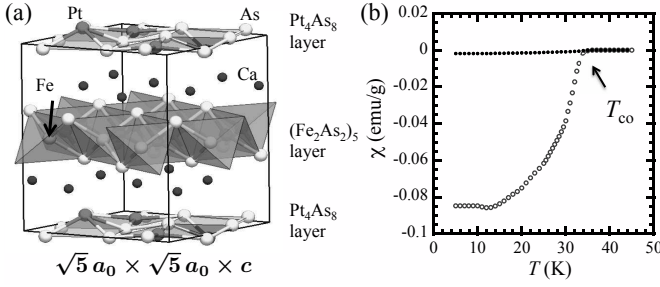 (a)
Pt
As
Pt₄As₈
layer
Fe
Ca
(Fe₂As₂)₅
layer
Pt₄As₈
layer
√5 a₀ × √5 a₀ × c
(b)
0.02
0
-0.02
-0.04
-0.06
-0.08
-0.1
χ (emu/g)
T_co
0 10 20 30 40 50
T (K)